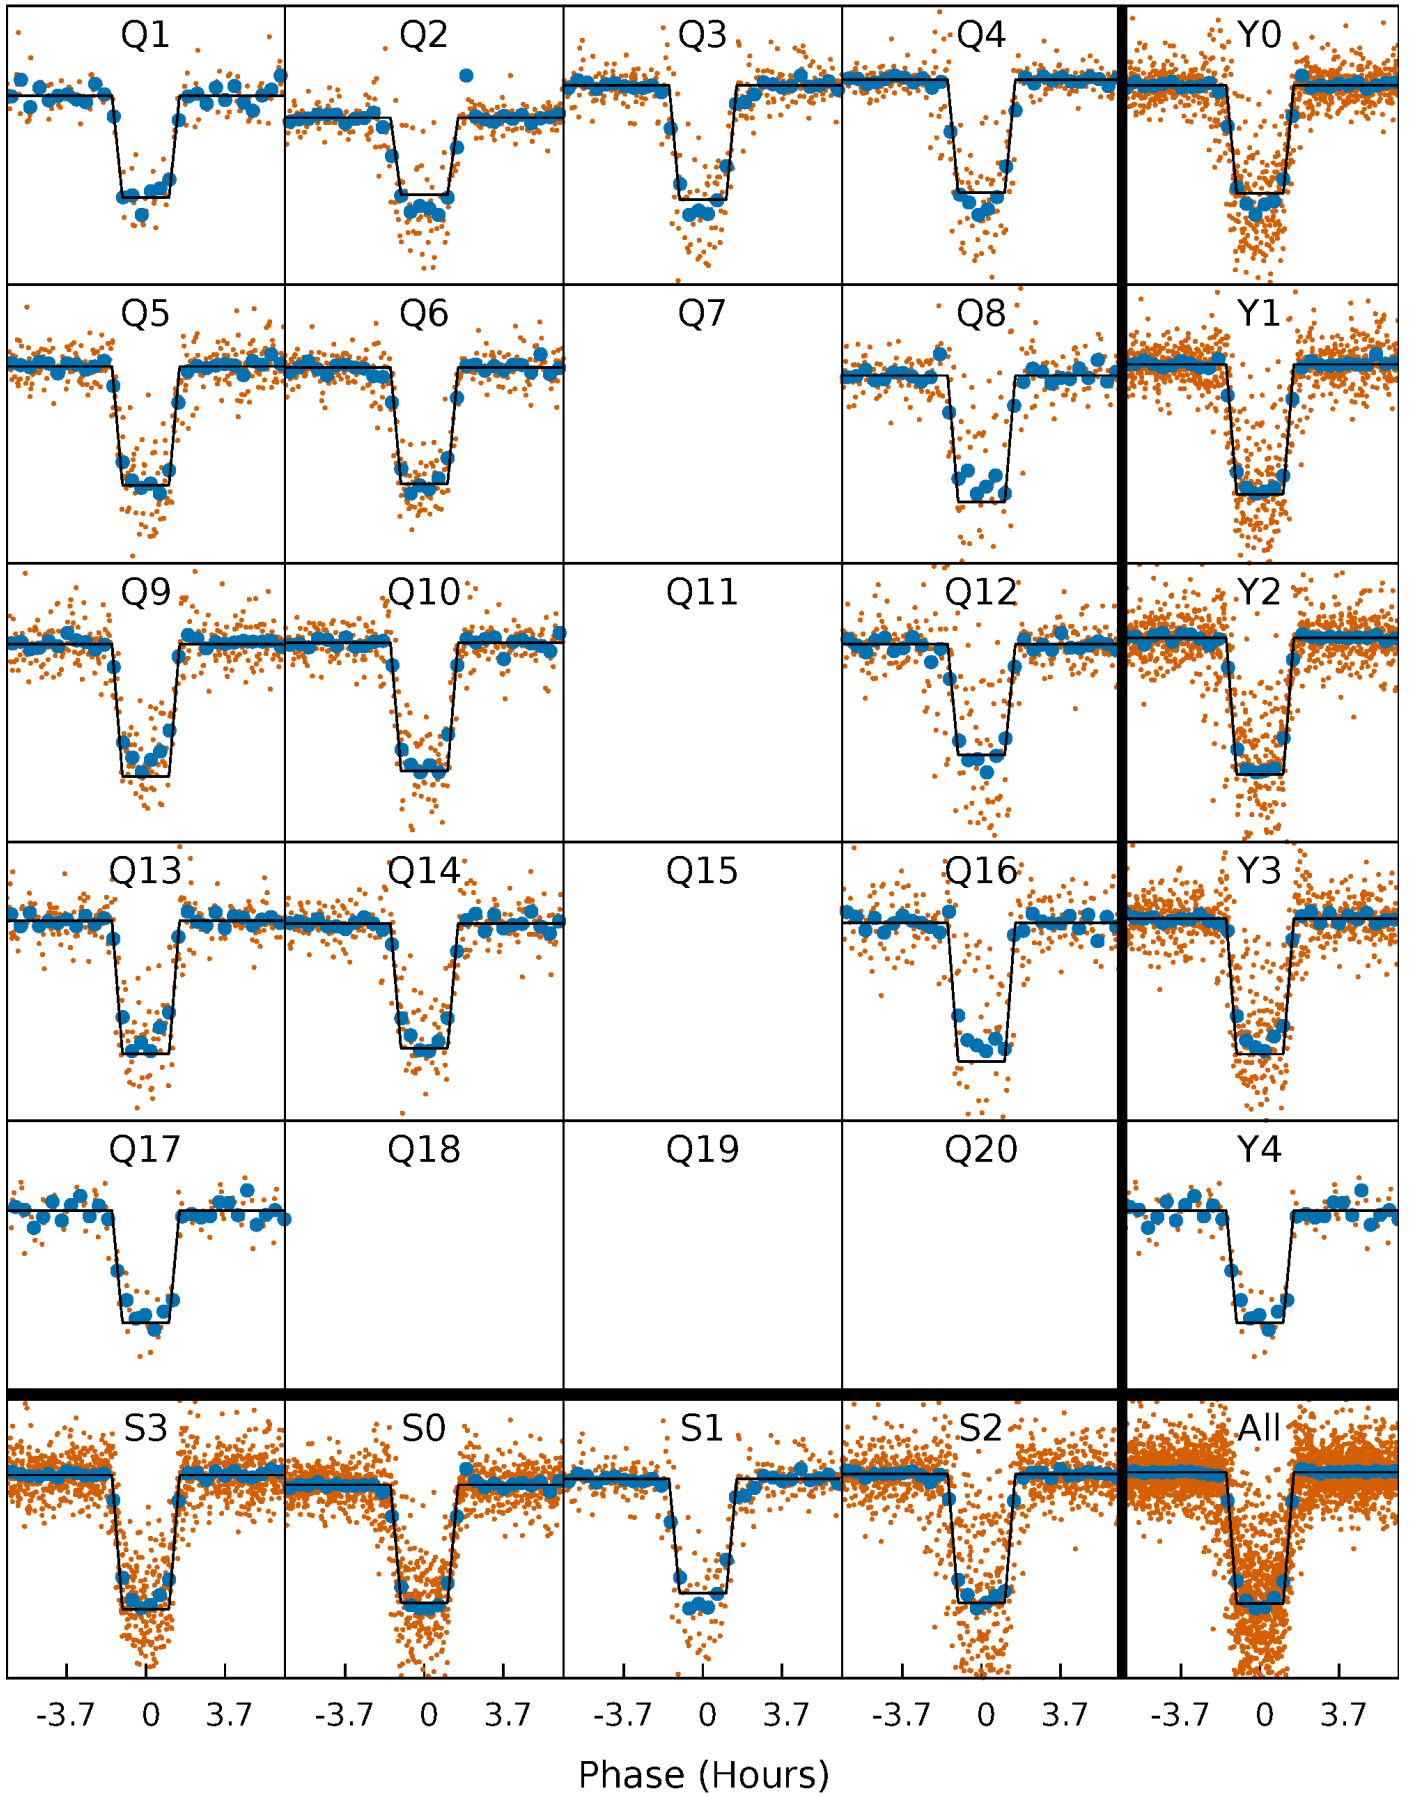 Q1 Q2 Q3 Q4 Y0
Q5 Q6 Q7 Q8 Y1
Q9 Q10 Q11 Q12 Y2
Q13 Q14 Q15 Q16 Y3
Q17 Q18 Q19 Q20 Y4
S3 S0 S1 S2 All
-3.7 0 3.7 -3.7 0 3.7 -3.7 0 3.7 -3.7 0 3.7 -3.7 0 3.7
Phase (Hours)